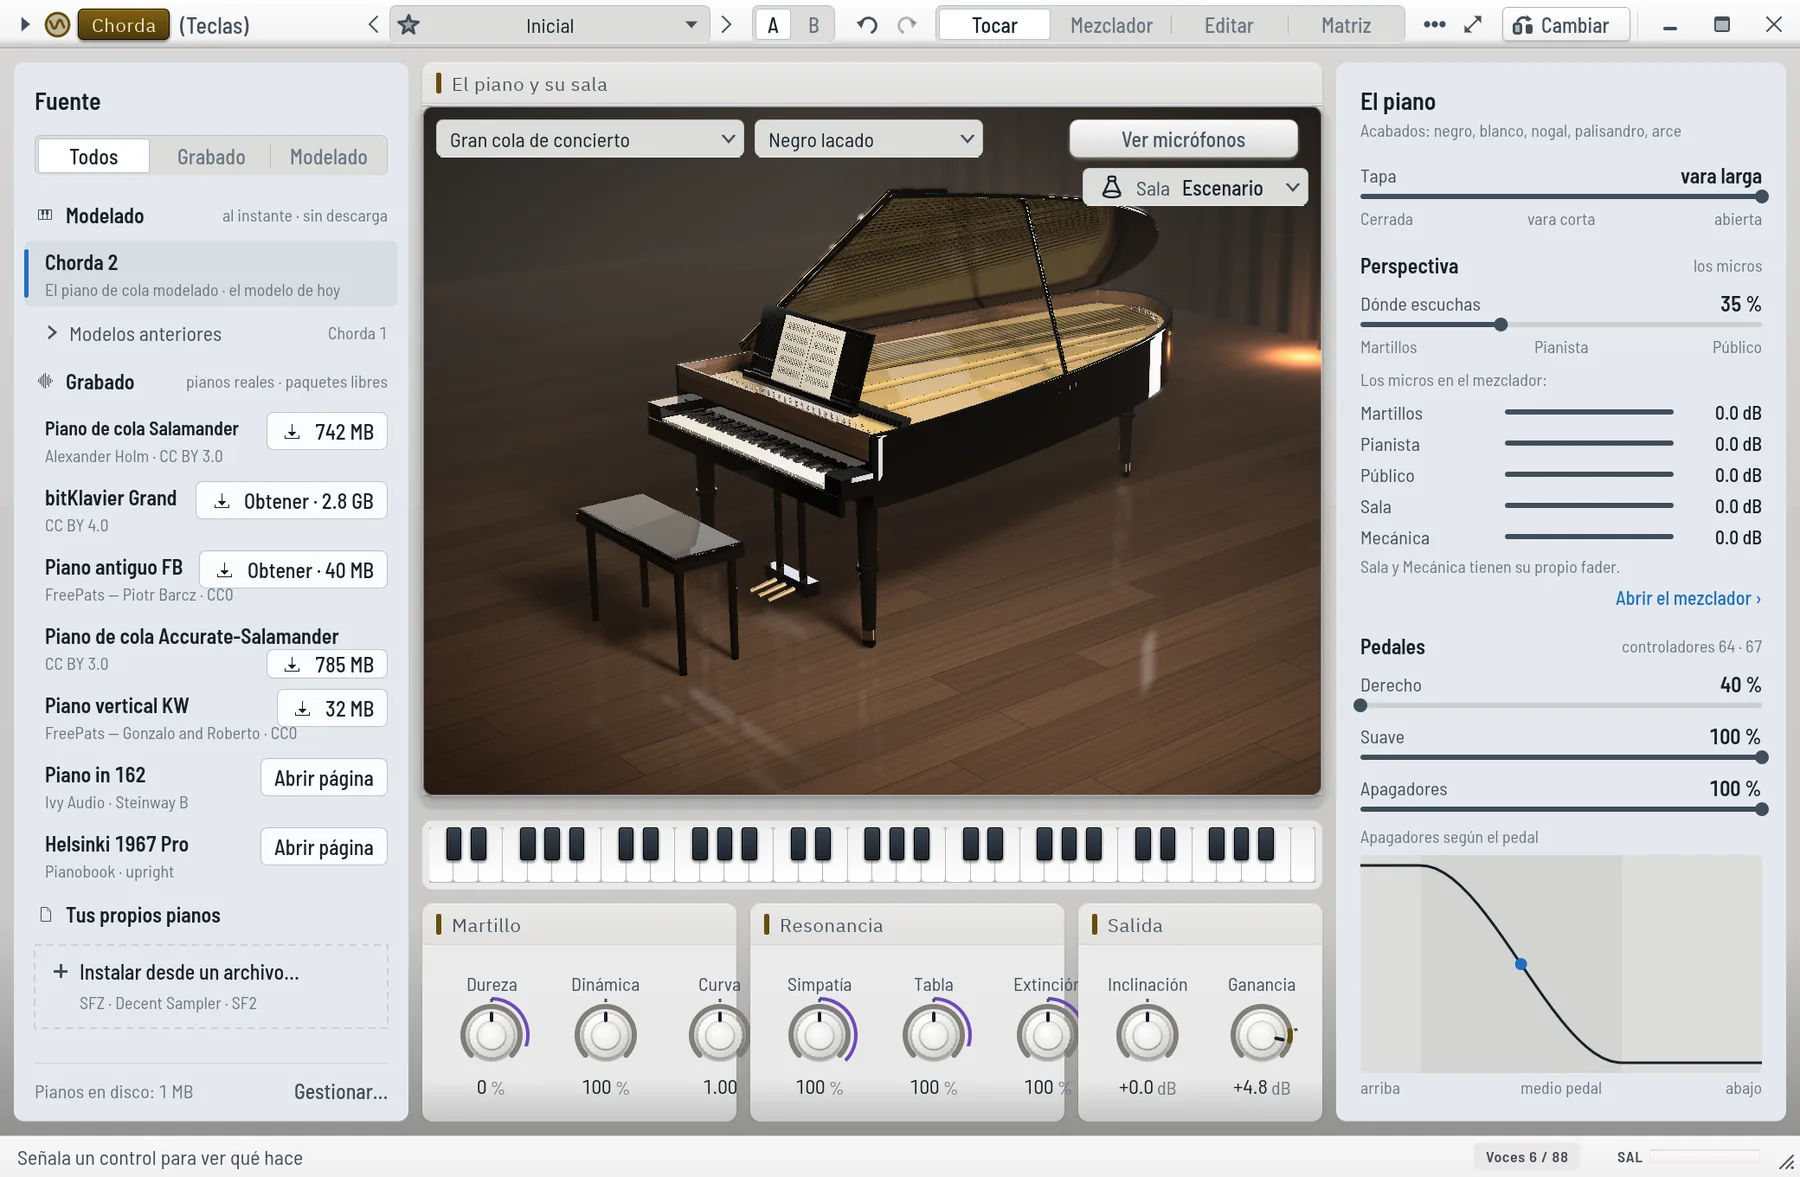 Chorda (Teclas)
Inicial
A B
Tocar Mezclador Editar Matriz
Cambiar
Fuente
Todos Grabado Modelado
Modelado al instante · sin descarga
Chorda 2
El piano de cola modelado · el modelo de hoy
Modelos anteriores Chorda 1
Grabado pianos reales · paquetes libres
Piano de cola Salamander 742 MB
Alexander Holm · CC BY 3.0
bitKlavier Grand Obtener · 2.8 GB
CC BY 4.0
Piano antiguo FB Obtener · 40 MB
FreePats — Piotr Barcz · CC0
Piano de cola Accurate-Salamander
CC BY 3.0 785 MB
Piano vertical KW 32 MB
FreePats — Gonzalo and Roberto · CC0
Piano in 162 Abrir página
Ivy Audio · Steinway B
Helsinki 1967 Pro Abrir página
Pianobook · upright
Tus propios pianos
+ Instalar desde un archivo...
SFZ · Decent Sampler · SF2
Pianos en disco: 1 MB Gestionar...
El piano y su sala
Gran cola de concierto Negro lacado Ver micrófonos
Sala Escenario
Martillo
Dureza Dinámica Curva
0 % 100 % 1.00
Resonancia
Simpatía Tabla Extinción
100 % 100 % 100 %
Salida
Inclinación Ganancia
+0.0 dB +4.8 dB
El piano
Acabados: negro, blanco, nogal, palisandro, arce
Tapa vara larga
Cerrada vara corta abierta
Perspectiva los micros
Dónde escuchas 35 %
Martillos Pianista Público
Los micros en el mezclador:
Martillos 0.0 dB
Pianista 0.0 dB
Público 0.0 dB
Sala 0.0 dB
Mecánica 0.0 dB
Sala y Mecánica tienen su propio fader.
Abrir el mezclador ›
Pedales controladores 64 · 67
Derecho 40 %
Suave 100 %
Apagadores 100 %
Apagadores según el pedal
arriba medio pedal abajo
Señala un control para ver qué hace
Voces 6 / 88 SAL